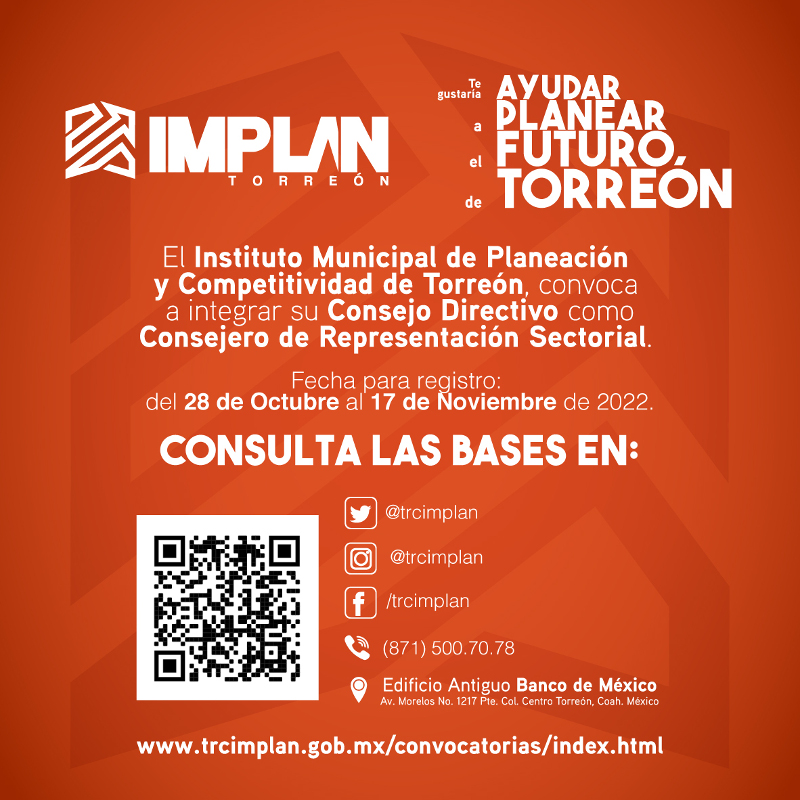 IMPLAN
TORREÓN
Te gustaría AYUDAR
a PLANEAR
el FUTURO,
de TORREÓN
El Instituto Municipal de Planeación
y Competitividad de Torreón, convoca
a integrar su Consejo Directivo como
Consejero de Representación Sectorial.
Fecha para registro:
del 28 de Octubre al 17 de Noviembre de 2022.
CONSULTA LAS BASES EN:
@trcimplan
@trcimplan
/trcimplan
(871) 500.70.78
Edificio Antiguo Banco de México
Av. Morelos No. 1217 Pte. Col. Centro Torreón, Coah. México
www.trcimplan.gob.mx/convocatorias/index.html